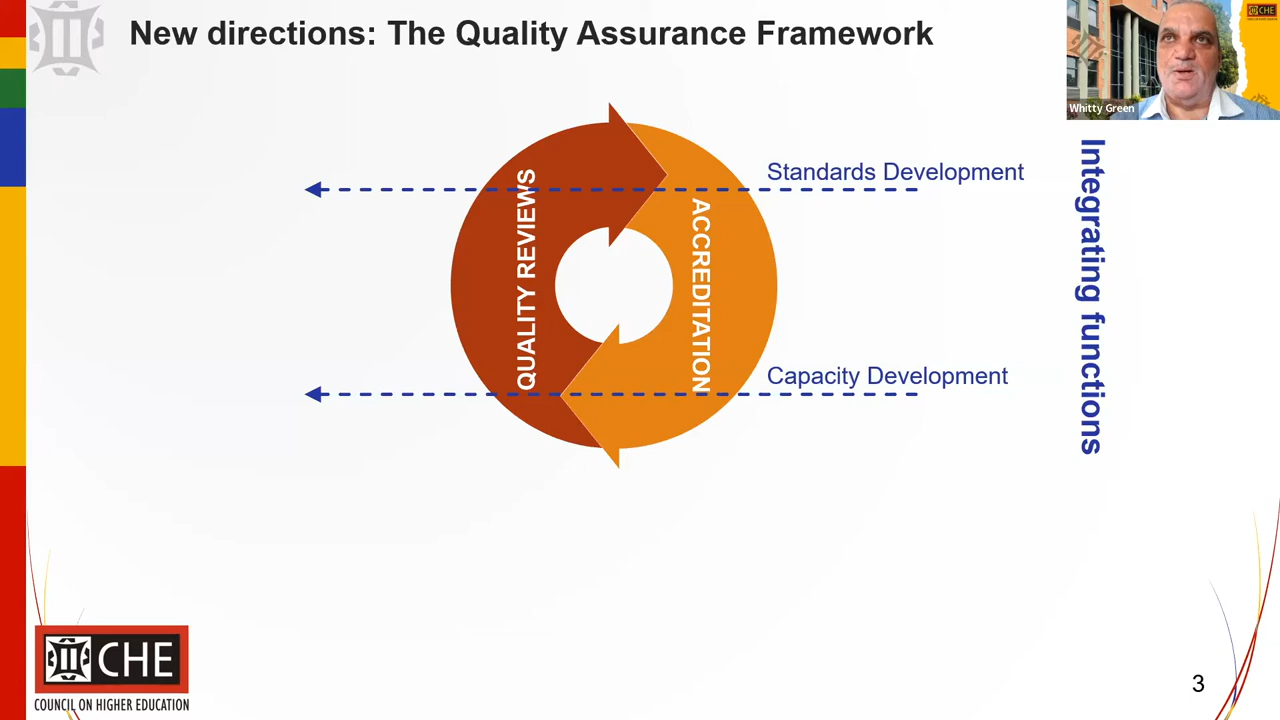 New directions: The Quality Assurance Framework
CHE
Whitty Green
Standards Development
QUALITY REVIEWS
ACCREDITATION
Capacity Development
Integrating functions
CHE
COUNCIL ON HIGHER EDUCATION
3